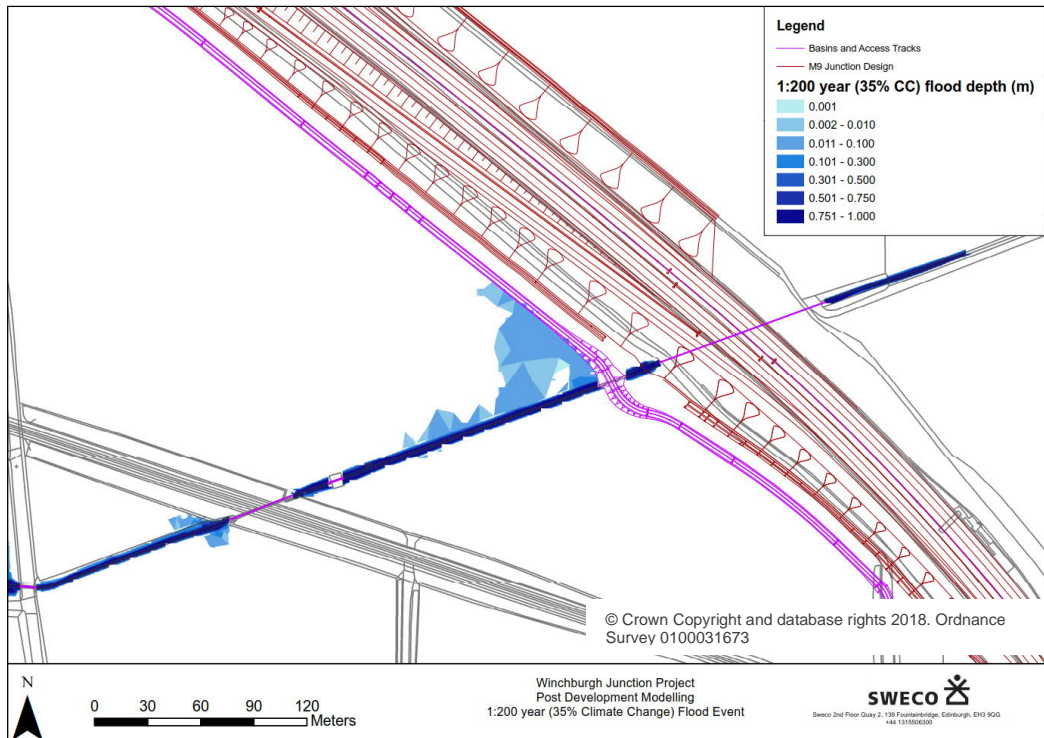 Legend
Basins and Access Tracks
M9 Junction Design
1:200 year (35% CC) flood depth (m)
0.001
0.002 - 0.010
0.011 - 0.100
0.101 - 0.300
0.301 - 0.500
0.501 - 0.750
0.751 - 1.000
© Crown Copyright and database rights 2018. Ordnance
Survey 0100031673
N
0 30 60 90 120
Meters
Winchburgh Junction Project
Post Development Modelling
1:200 year (35% Climate Change) Flood Event
SWECO
Sweco 2nd Floor Quay 2, 139 Fountainbridge, Edinburgh, EH3 9QG
+44 1315506300